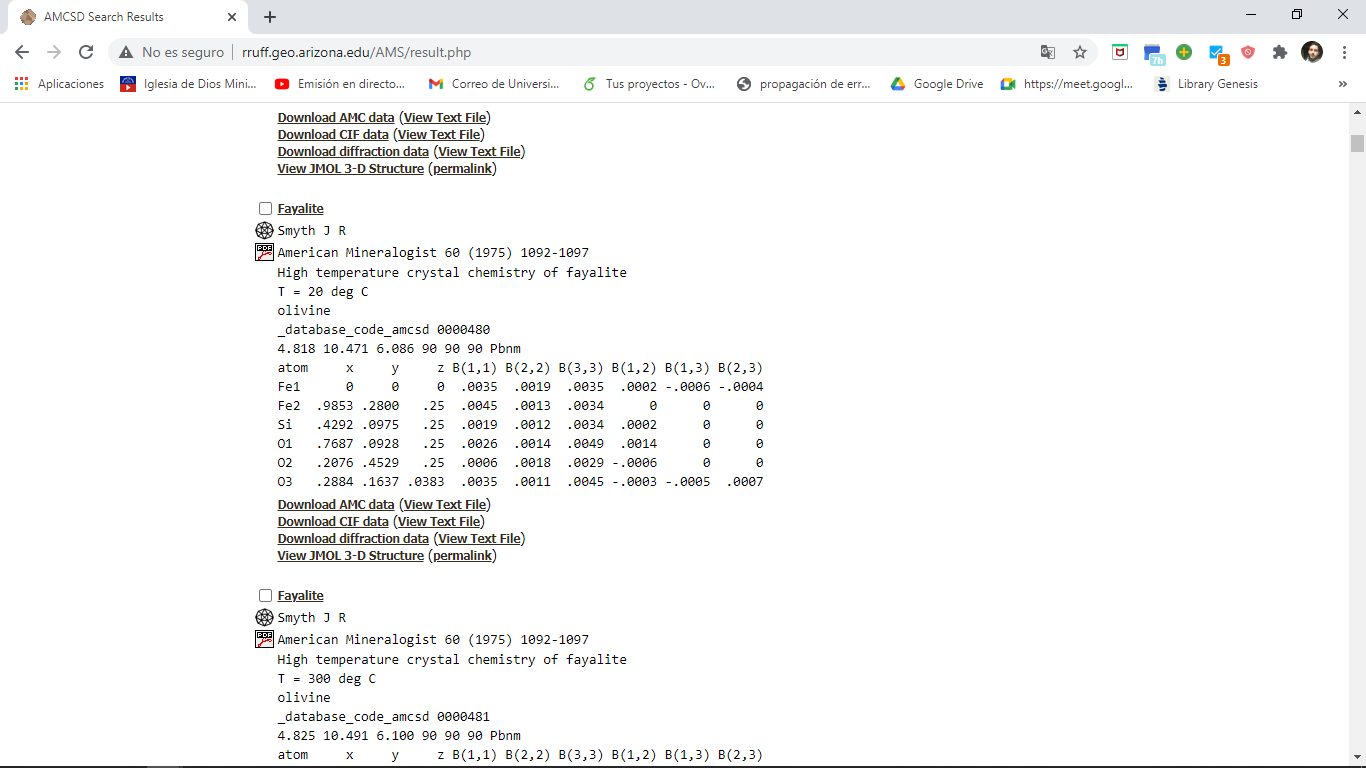 AMCSD Search Results
No es seguro | rruff.geo.arizona.edu/AMS/result.php
7h
3
Aplicaciones
Iglesia de Dios Mini...
Emisión en directo...
Correo de Universi...
Tus proyectos - Ov...
propagación de err...
Google Drive
https://meet.googl...
Library Genesis
»
Download AMC data (View Text File)
Download CIF data (View Text File)
Download diffraction data (View Text File)
View JMOL 3-D Structure (permalink)
Fayalite
Smyth J R
PDF
American Mineralogist 60 (1975) 1092-1097
High temperature crystal chemistry of fayalite
T = 20 deg C
olivine
_database_code_amcsd 0000480
4.818 10.471 6.086 90 90 90 Pbnm
atom x y z B(1,1) B(2,2) B(3,3) B(1,2) B(1,3) B(2,3)
Fe1 0 0 0 .0035 .0019 .0035 .0002 -.0006 -.0004
Fe2 .9853 .2800 .25 .0045 .0013 .0034 0 0 0
Si .4292 .0975 .25 .0019 .0012 .0034 .0002 0 0
O1 .7687 .0928 .25 .0026 .0014 .0049 .0014 0 0
O2 .2076 .4529 .25 .0006 .0018 .0029 -.0006 0 0
O3 .2884 .1637 .0383 .0035 .0011 .0045 -.0003 -.0005 .0007
Download AMC data (View Text File)
Download CIF data (View Text File)
Download diffraction data (View Text File)
View JMOL 3-D Structure (permalink)
Fayalite
Smyth J R
PDF
American Mineralogist 60 (1975) 1092-1097
High temperature crystal chemistry of fayalite
T = 300 deg C
olivine
_database_code_amcsd 0000481
4.825 10.491 6.100 90 90 90 Pbnm
atom x y z B(1,1) B(2,2) B(3,3) B(1,2) B(1,3) B(2,3)